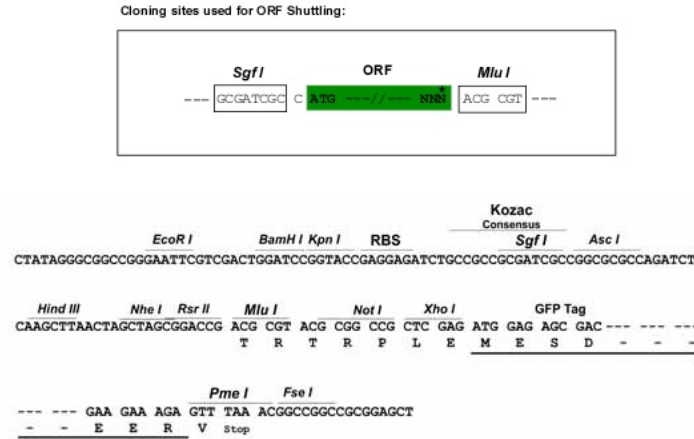 Cloning sites used for ORF Shuttling:
Sgf I ORF Mlu I
--- GCGATCGC C ATG ---//--- NNN* ACG CGT ---
Kozac
Consensus
EcoR I BamH I Kpn I RBS Sgf I Asc I
CTATAGGGCGGCCGGGAATTCGTCGACTGGATCCGGTACCGAGGAGATCTGCCGCCGCGATCGCCGGCGCGCCAGATCT
Hind III Nhe I Rsr II Mlu I Not I Xho I GFP Tag
CAAGCTTAACTAGCTAGCGGACCG ACG CGT ACG CGG CCG CTC GAG ATG GAG AGC GAC --- --- ---
T R T R P L E M E S D - - -
Pme I Fse I
--- --- GAA GAA AGA GTT TAA ACGGCCGGCCGCGGAGCT
- - E E R V Stop